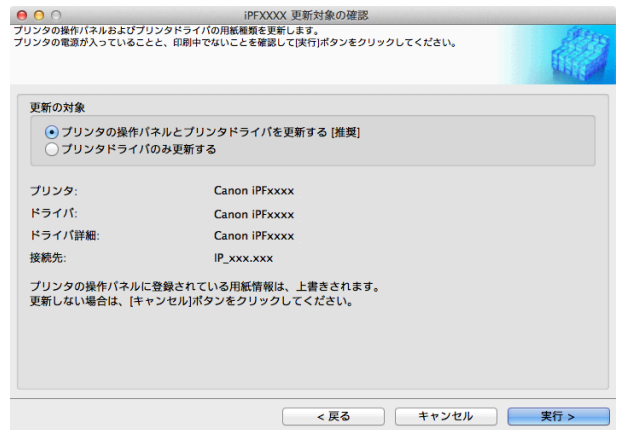 iPFXXXX 更新対象の確認
プリンタの操作パネルおよびプリンタドライバの用紙種類を更新します。
プリンタの電源が入っていることと、印刷中でないことを確認して[実行]ボタンをクリックしてください。
更新の対象
プリンタの操作パネルとプリンタドライバを更新する [推奨]
プリンタドライバのみ更新する
プリンタ: Canon iPFxxxx
ドライバ: Canon iPFxxxx
ドライバ詳細: Canon iPFxxxx
接続先: IP_xxx.xxx
プリンタの操作パネルに登録されている用紙情報は、上書きされます。
更新しない場合は、[キャンセル]ボタンをクリックしてください。
< 戻る キャンセル 実行 >